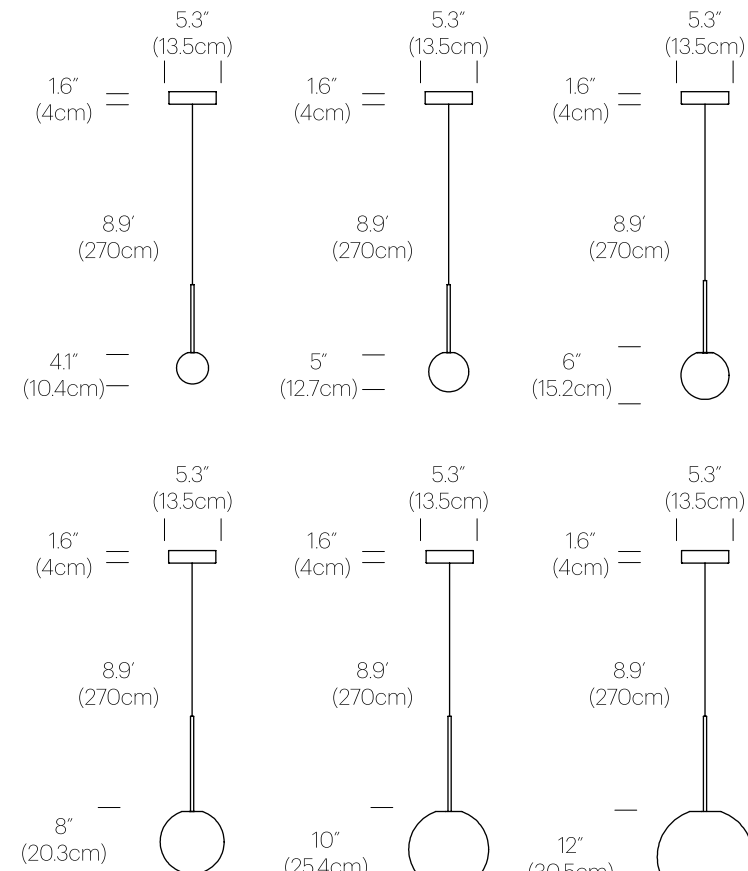 5.3″
(13.5cm)
1.6″
(4cm)
8.9′
(270cm)
4.1″
(10.4cm)
5.3″
(13.5cm)
1.6″
(4cm)
8.9′
(270cm)
5″
(12.7cm)
5.3″
(13.5cm)
1.6″
(4cm)
8.9′
(270cm)
6″
(15.2cm)
5.3″
(13.5cm)
1.6″
(4cm)
8.9′
(270cm)
8″
(20.3cm)
5.3″
(13.5cm)
1.6″
(4cm)
8.9′
(270cm)
10″
(25.4cm)
5.3″
(13.5cm)
1.6″
(4cm)
8.9′
(270cm)
12″